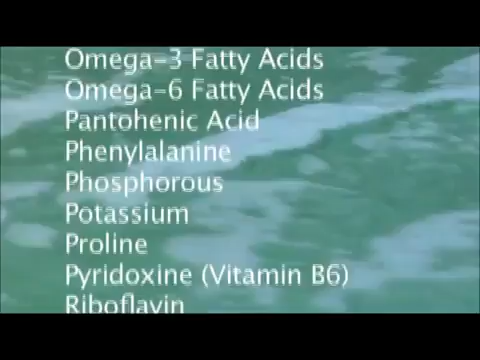 Omega-3 Fatty Acids
Omega-6 Fatty Acids
Pantohenic Acid
Phenylalanine
Phosphorous
Potassium
Proline
Pyridoxine (Vitamin B6)
Riboflavin